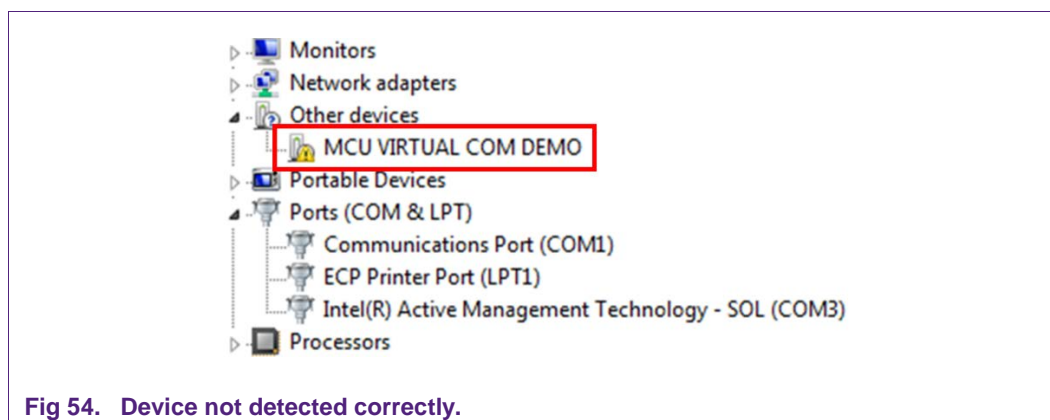 Monitors
Network adapters
Other devices
MCU VIRTUAL COM DEMO
Portable Devices
Ports (COM & LPT)
Communications Port (COM1)
ECP Printer Port (LPT1)
Intel(R) Active Management Technology - SOL (COM3)
Processors
Fig 54. Device not detected correctly.